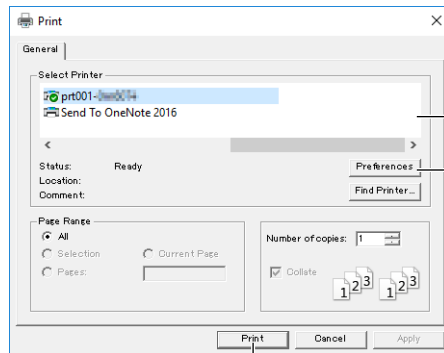 Print
General
Select Printer
prt001-
Send To OneNote 2016
Status: Ready
Preferences
Location:
Comment:
Find Printer...
Page Range
All
Selection
Current Page
Pages:
Number of copies: 1
Collate
1 2 3 1 2 3
Print Cancel Apply